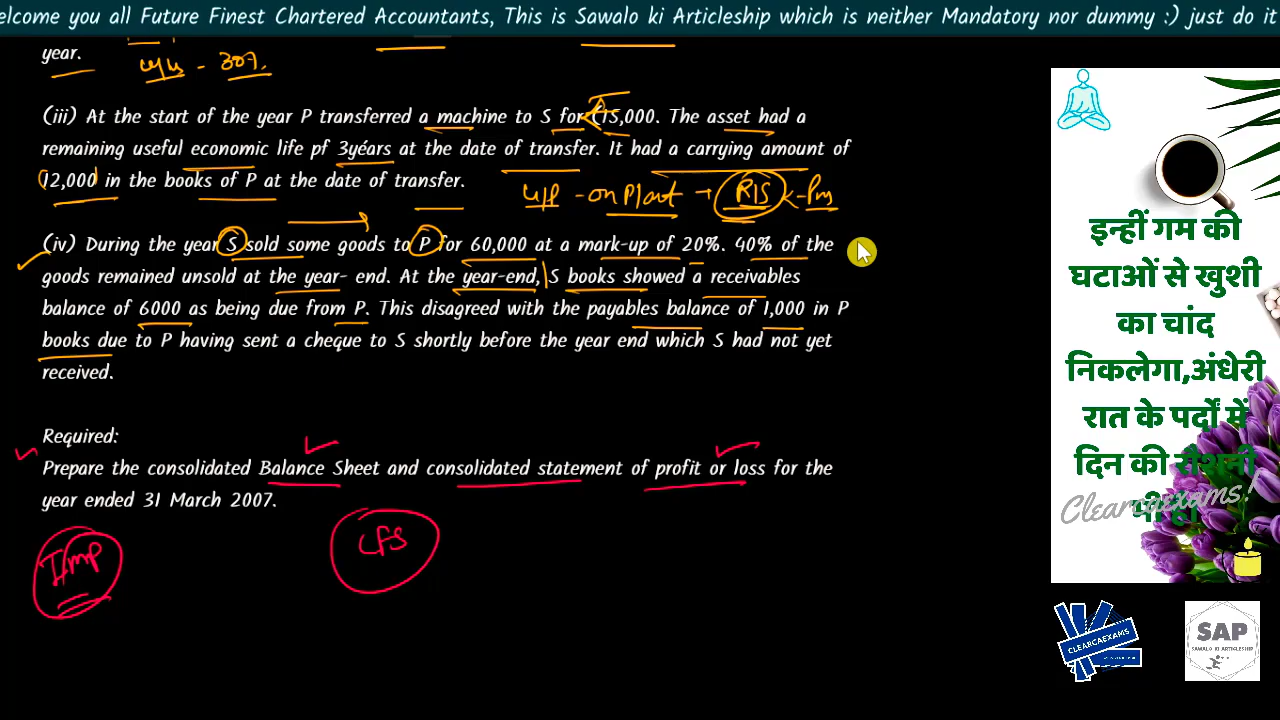 elcome you all Future Finest Chartered Accountants, This is Sawalo ki Articleship which is neither Mandatory nor dummy :) just do it
year.
- 30%.
(iii) At the start of the year P transferred a machine to S for 15,000. The asset had a
remaining useful economic life pf 3years at the date of transfer. It had a carrying amount of
12,000 in the books of P at the date of transfer.
U/P - on Plant → R/S
(iv) During the year S sold some goods to P for 60,000 at a mark-up of 20%. 40% of the
goods remained unsold at the year- end. At the year-end, S books showed a receivables
balance of 6000 as being due from P. This disagreed with the payables balance of 1,000 in P
books due to P having sent a cheque to S shortly before the year end which S had not yet
received.
Required:
Prepare the consolidated Balance Sheet and consolidated statement of profit or loss for the
year ended 31 March 2007.
Imp
CFS
इन्हीं गम की
घटाओं से खुशी
का चांद
निकलेगा,अंधेरी
रात के पर्दों में
दिन की रौशनी
Clearcaexams!
CLEARCAEXAMS
SAP
SAWALO KI ARTICLESHIP